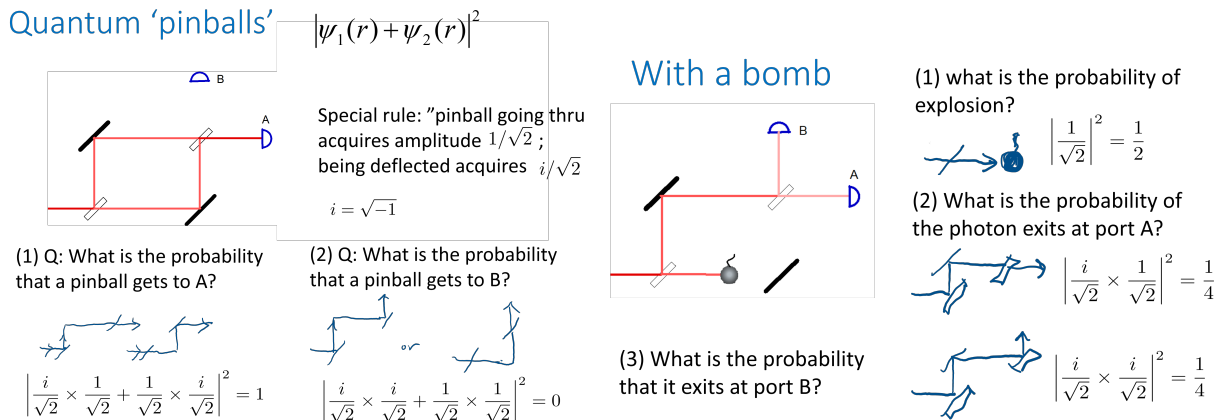 Quantum ‘pinballs’
|ψ₁(r)+ψ₂(r)|²
B
A
Special rule: ”pinball going thru
acquires amplitude 1/√2 ;
being deflected acquires i/√2
i = √−1
(1) Q: What is the probability
that a pinball gets to A?
|i/√2 × 1/√2 + 1/√2 × i/√2|² = 1
(2) Q: What is the probability
that a pinball gets to B?
or
|i/√2 × i/√2 + 1/√2 × 1/√2|² = 0
With a bomb
B
A
(3) What is the probability
that it exits at port B?
(1) what is the probability of
explosion?
|1/√2|² = 1/2
(2) What is the probability of
the photon exits at port A?
|i/√2 × 1/√2|² = 1/4
|i/√2 × i/√2|² = 1/4